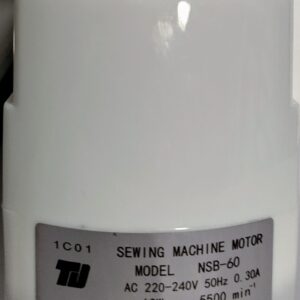 1C01 SEWING MACHINE MOTOR
MODEL NSB-60
AC 220-240V 50Hz 0.30A
5500 min⁻¹